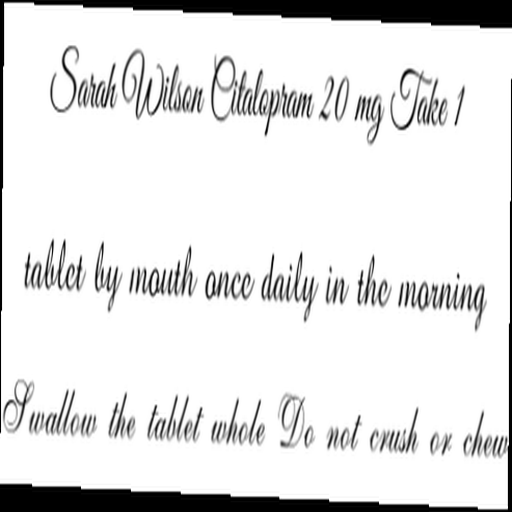 Sarah Wilson Citalopram 20 mg Take 1
tablet by mouth once daily in the morning
Swallow the tablet whole Do not crush or chew